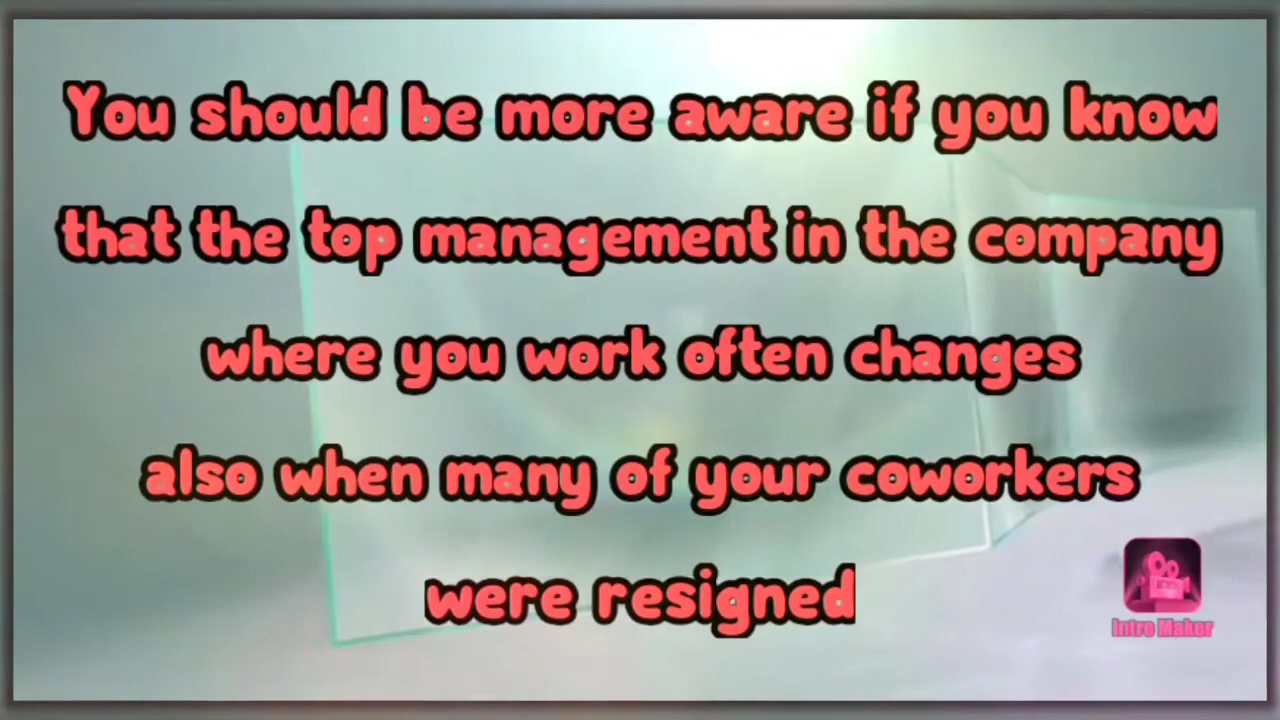 You should be more aware if you know
that the top management in the company
where you work often changes
also when many of your coworkers
were resigned
Intro Maker